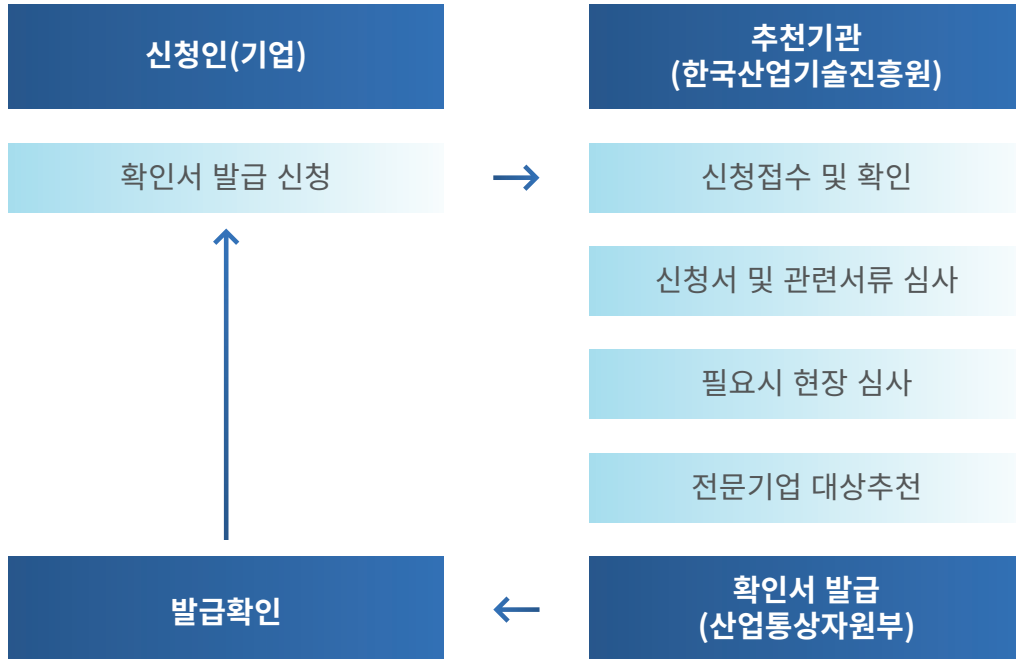 신청인(기업)
추천기관
(한국산업기술진흥원)
확인서 발급 신청
신청접수 및 확인
신청서 및 관련서류 심사
필요시 현장 심사
전문기업 대상추천
발급확인
확인서 발급
(산업통상자원부)